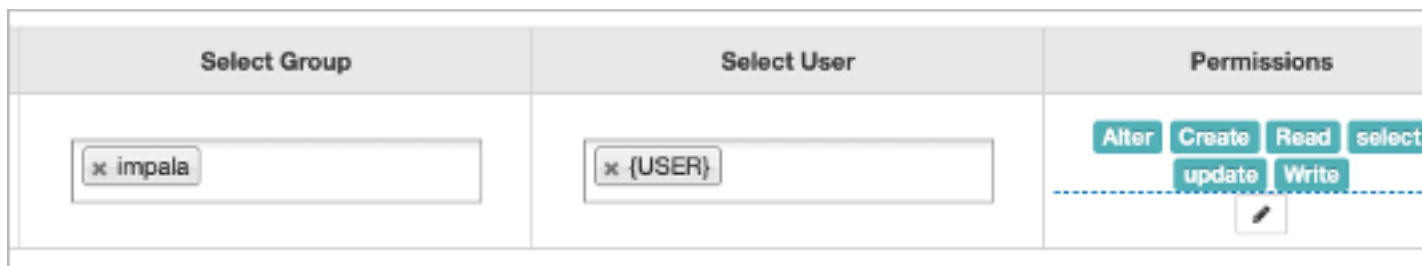 Select Group Select User Permissions
× impala × {USER} Alter Create Read select
update Write